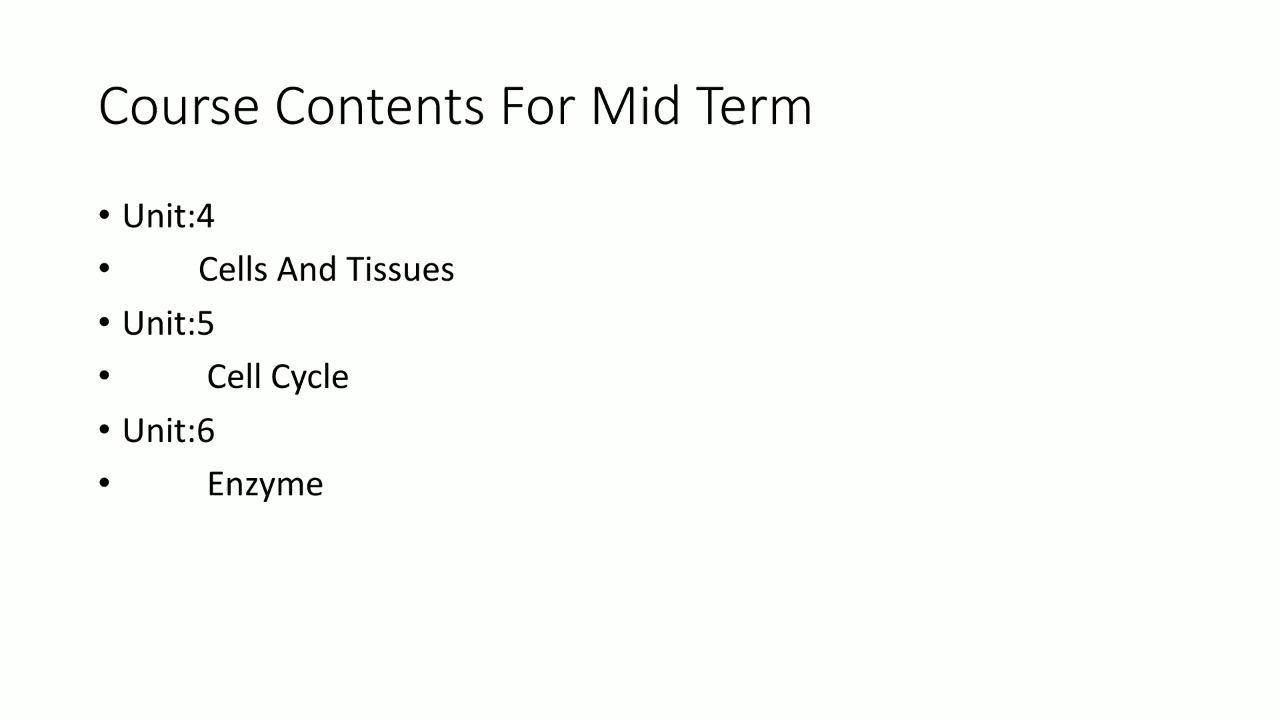 Course Contents For Mid Term
• Unit:4
• Cells And Tissues
• Unit:5
• Cell Cycle
• Unit:6
• Enzyme